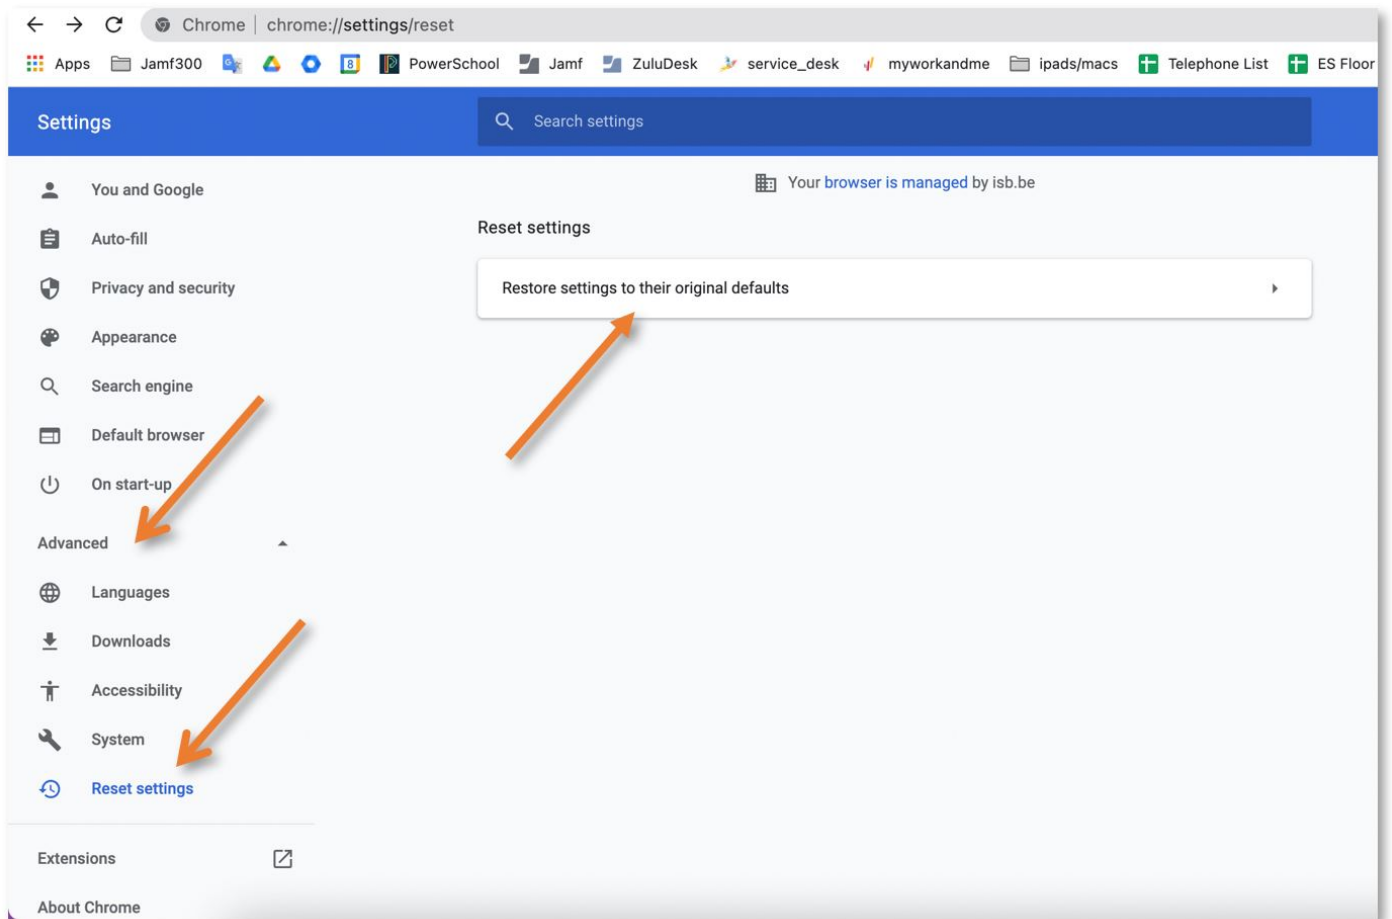 Chrome | chrome://settings/reset
Apps Jamf300 8 PowerSchool Jamf ZuluDesk service_desk myworkandme ipads/macs Telephone List ES Floor
Settings
Search settings
Your browser is managed by isb.be
You and Google
Reset settings
Auto-fill
Restore settings to their original defaults
Privacy and security
Appearance
Search engine
Default browser
On start-up
Advanced
Languages
Downloads
Accessibility
System
Reset settings
Extensions
About Chrome